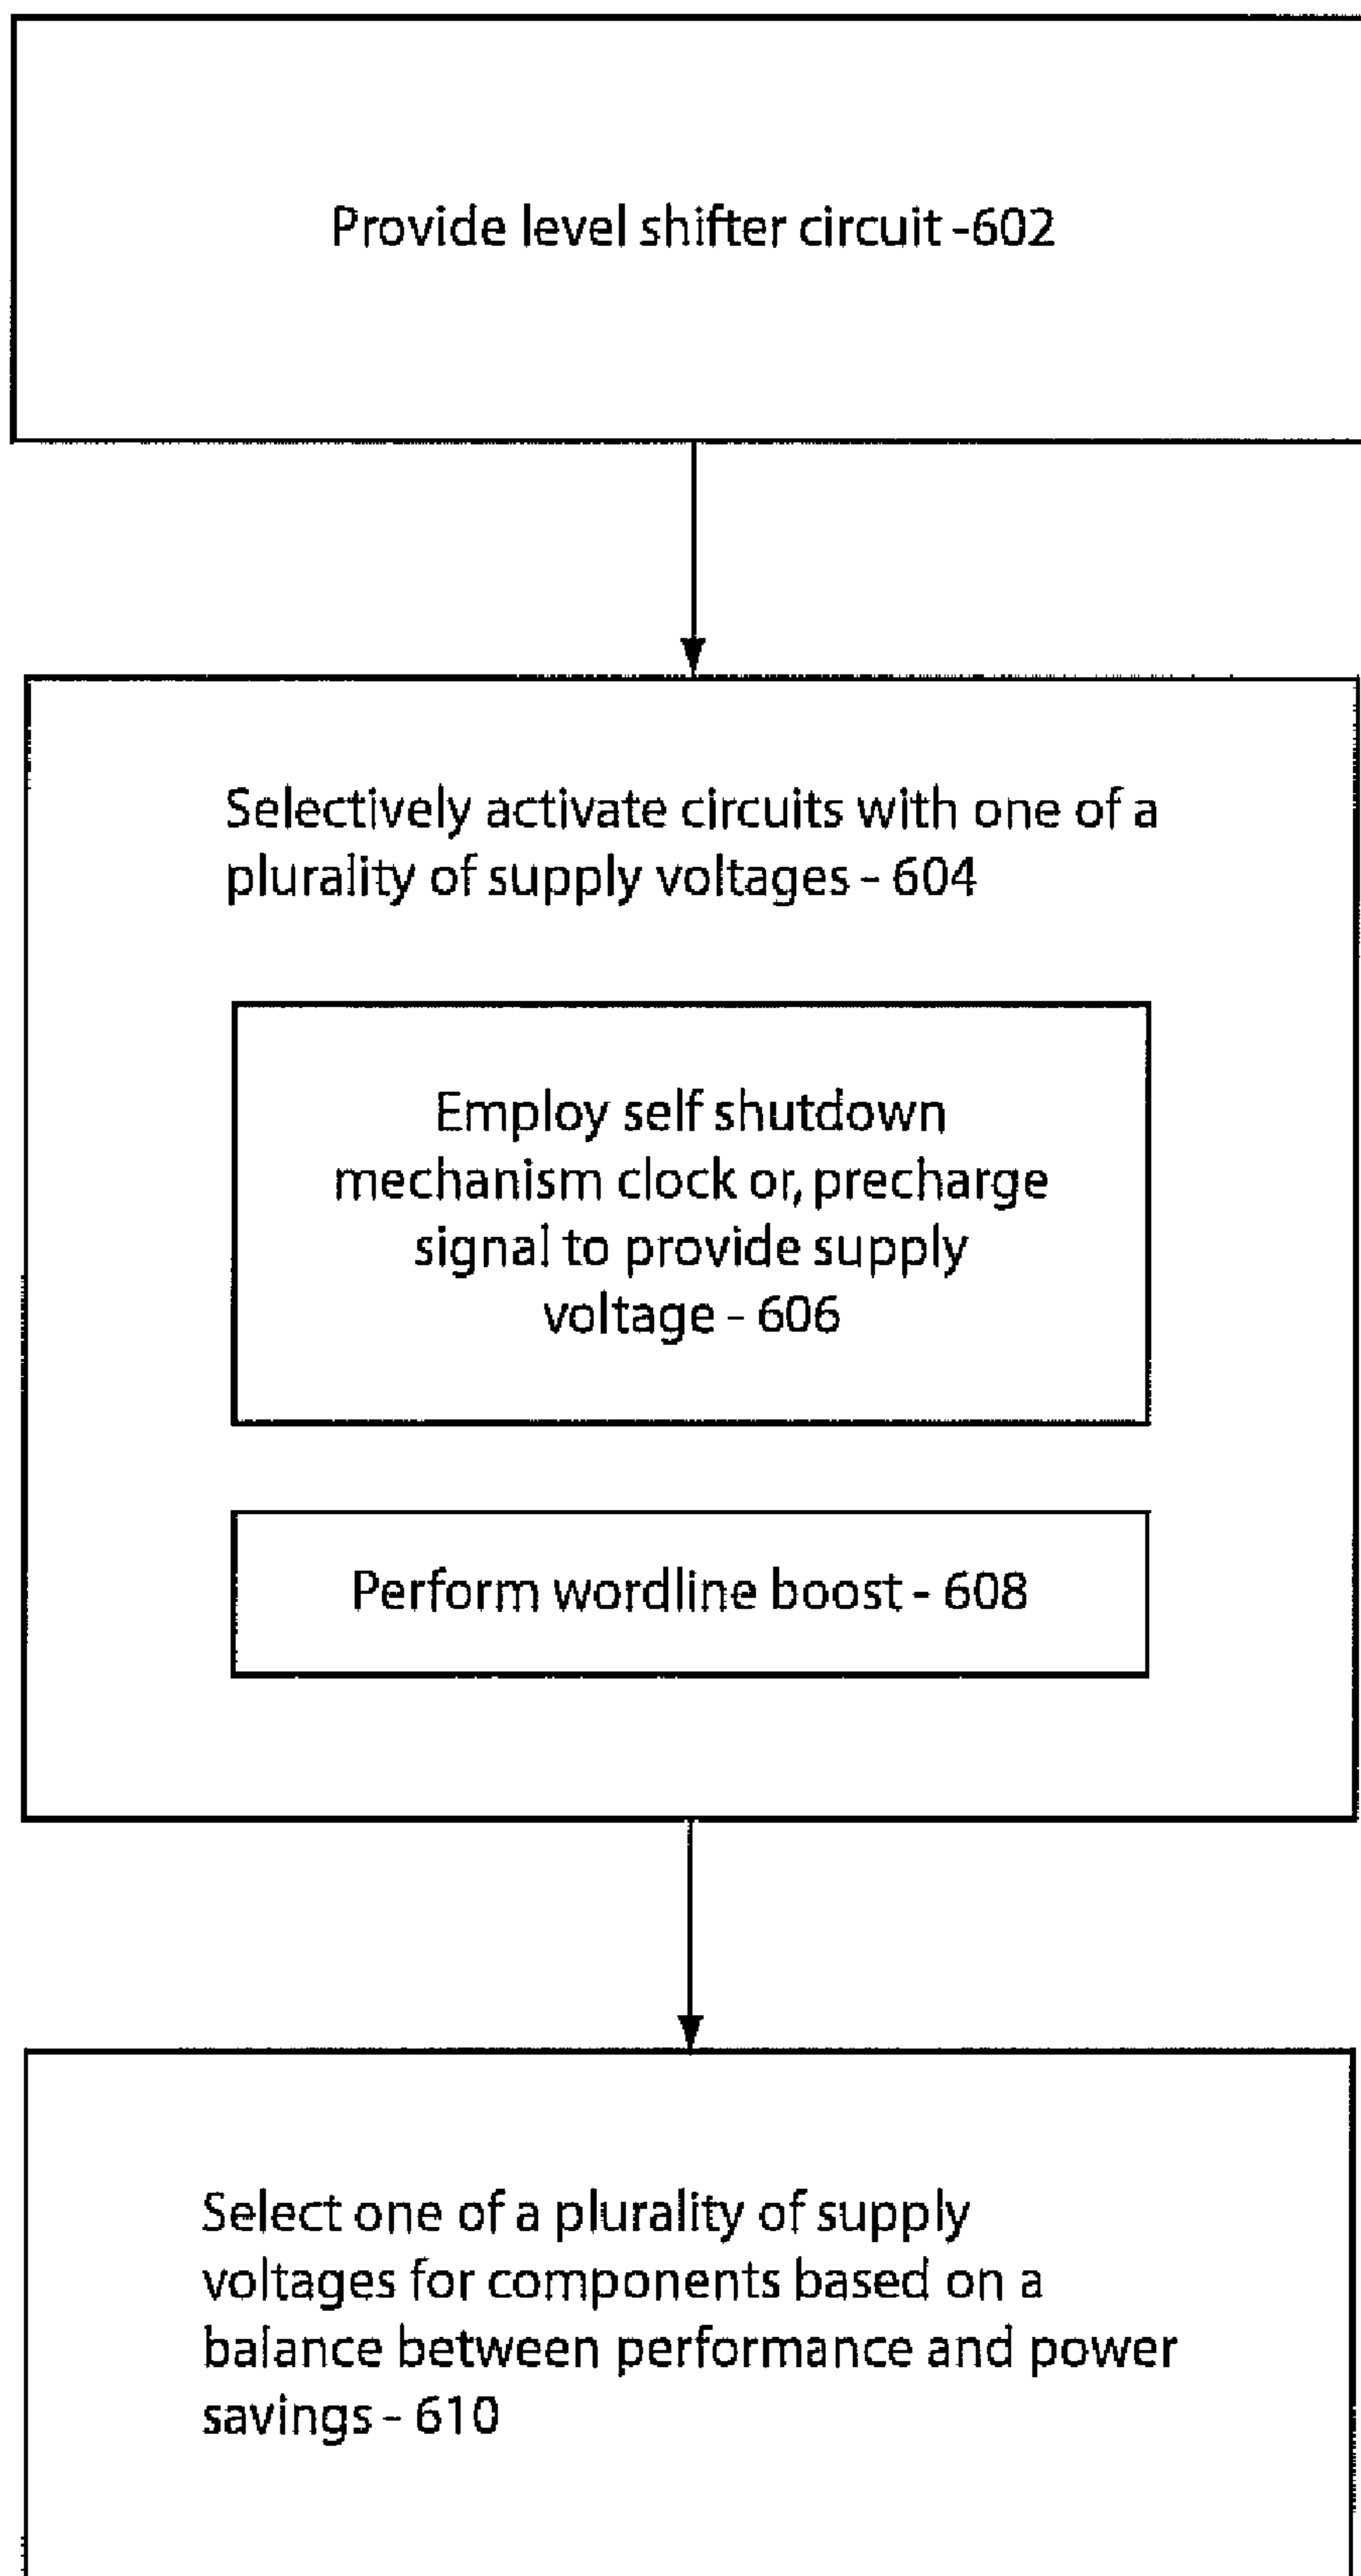 Provide level shifter circuit -602
Selectively activate circuits with one of a
plurality of supply voltages - 604
Employ self shutdown
mechanism clock or, precharge
signal to provide supply
voltage - 606
Perform wordline boost - 608
Select one of a plurality of supply
voltages for components based on a
balance between performance and power
savings - 610